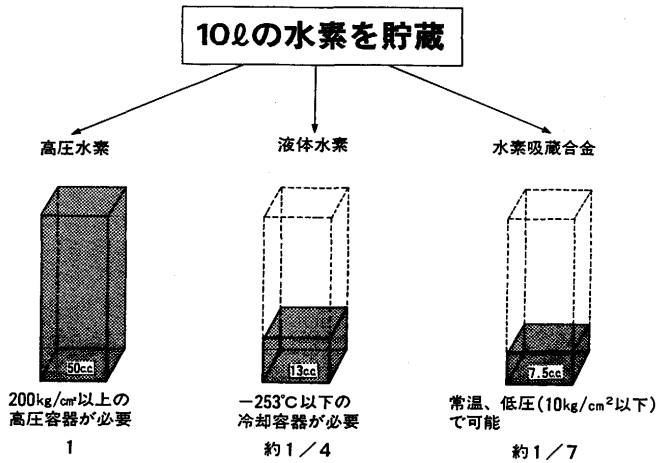 10ℓの水素を貯蔵
高圧水素
液体水素
水素吸蔵合金
50c.c
13c.c
7.5c.c
200kg/c㎡以上の
高圧容器が必要
1
−253℃以下の
冷却容器が必要
約1／4
常温、低圧(10kg/cm²以下)
で可能
約1／7